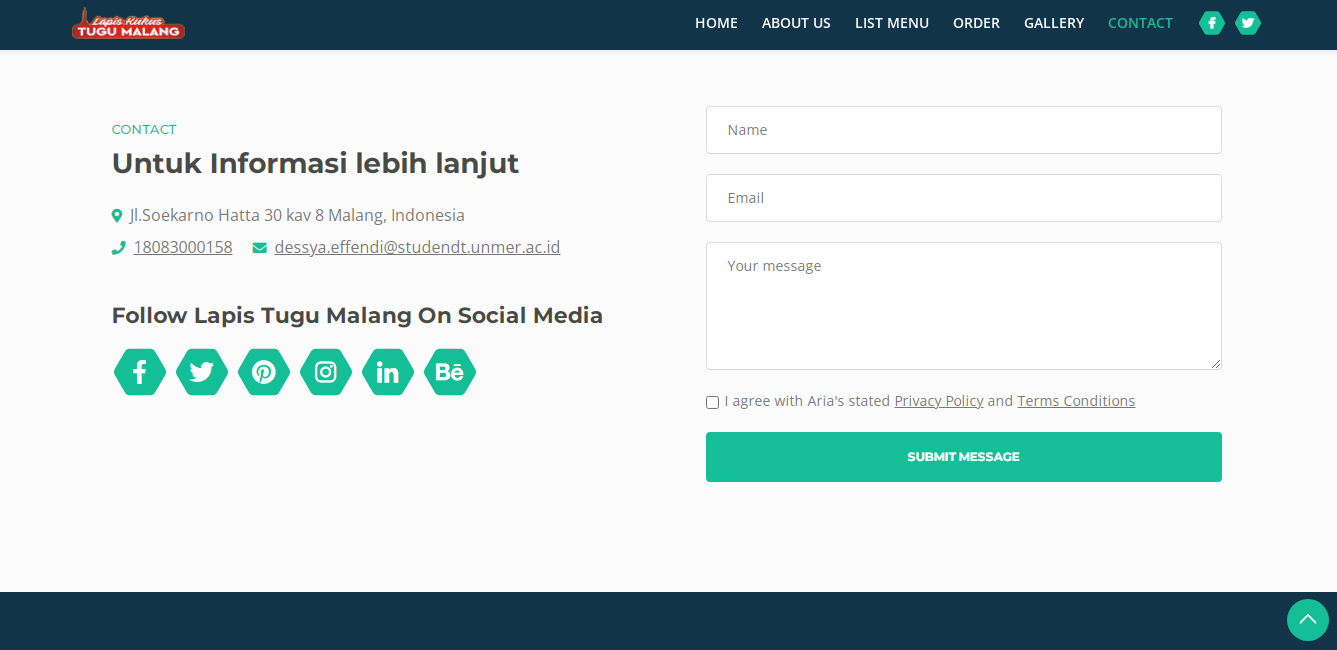 Lapis Kukus
TUGU MALANG
HOME ABOUT US LIST MENU ORDER GALLERY CONTACT
CONTACT
Untuk Informasi lebih lanjut
Jl.Soekarno Hatta 30 kav 8 Malang, Indonesia
18083000158 dessya.effendi@studendt.unmer.ac.id
Follow Lapis Tugu Malang On Social Media
Bē
Name
Email
Your message
I agree with Aria's stated Privacy Policy and Terms Conditions
SUBMIT MESSAGE